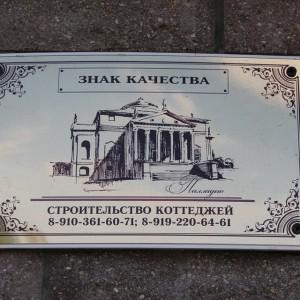 ЗНАК КАЧЕСТВА
Палладио
СТРОИТЕЛЬСТВО КОТТЕДЖЕЙ
8-910-361-60-71; 8-919-220-64-61